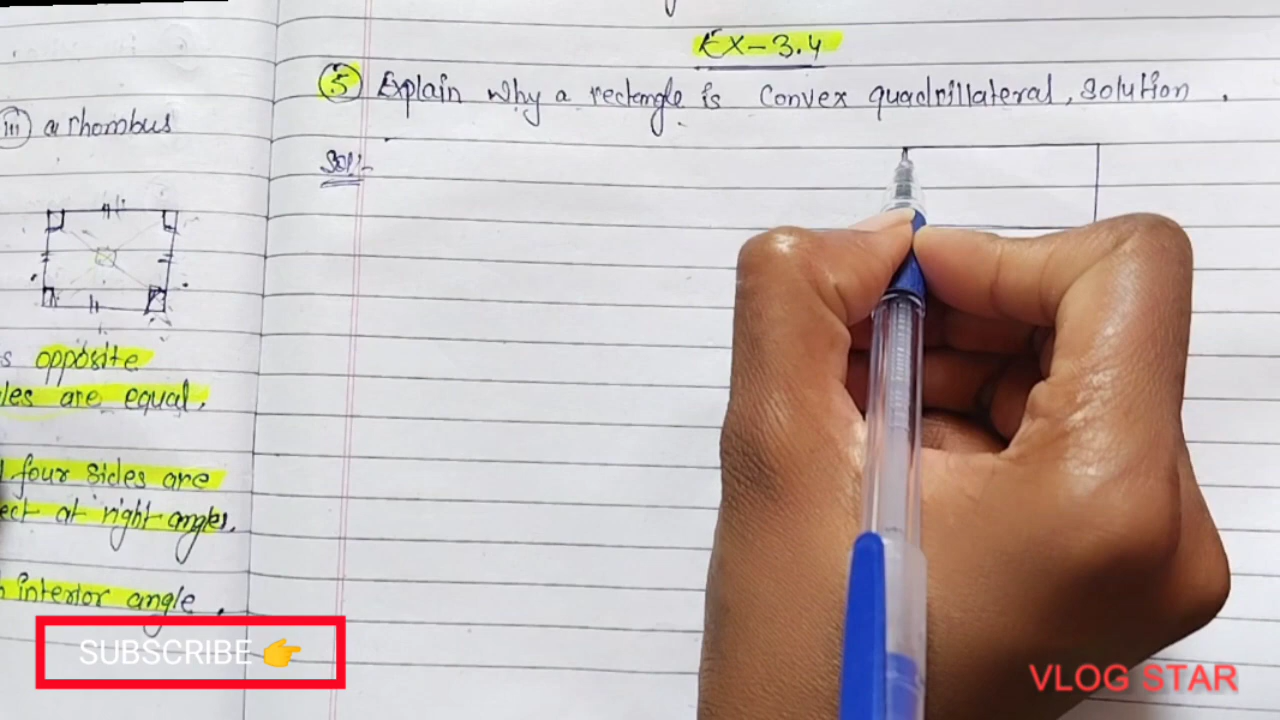 EX-3.4
5 Explain why a rectangle is convex quadrilateral, solution.
Sol:-
iii a rhombus
s opposite
les are equal,
four sides are
ect at right angles.
interior angle.
SUBSCRIBE 👉
VLOG STAR